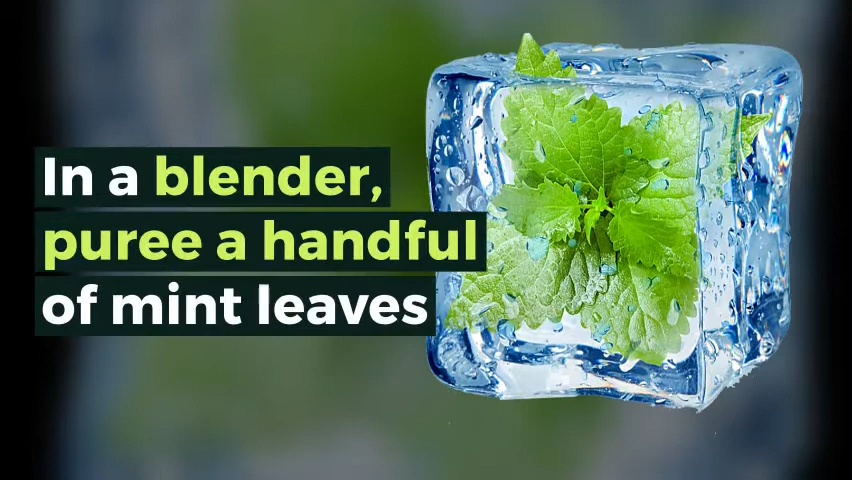 In a blender,
puree a handful
of mint leaves